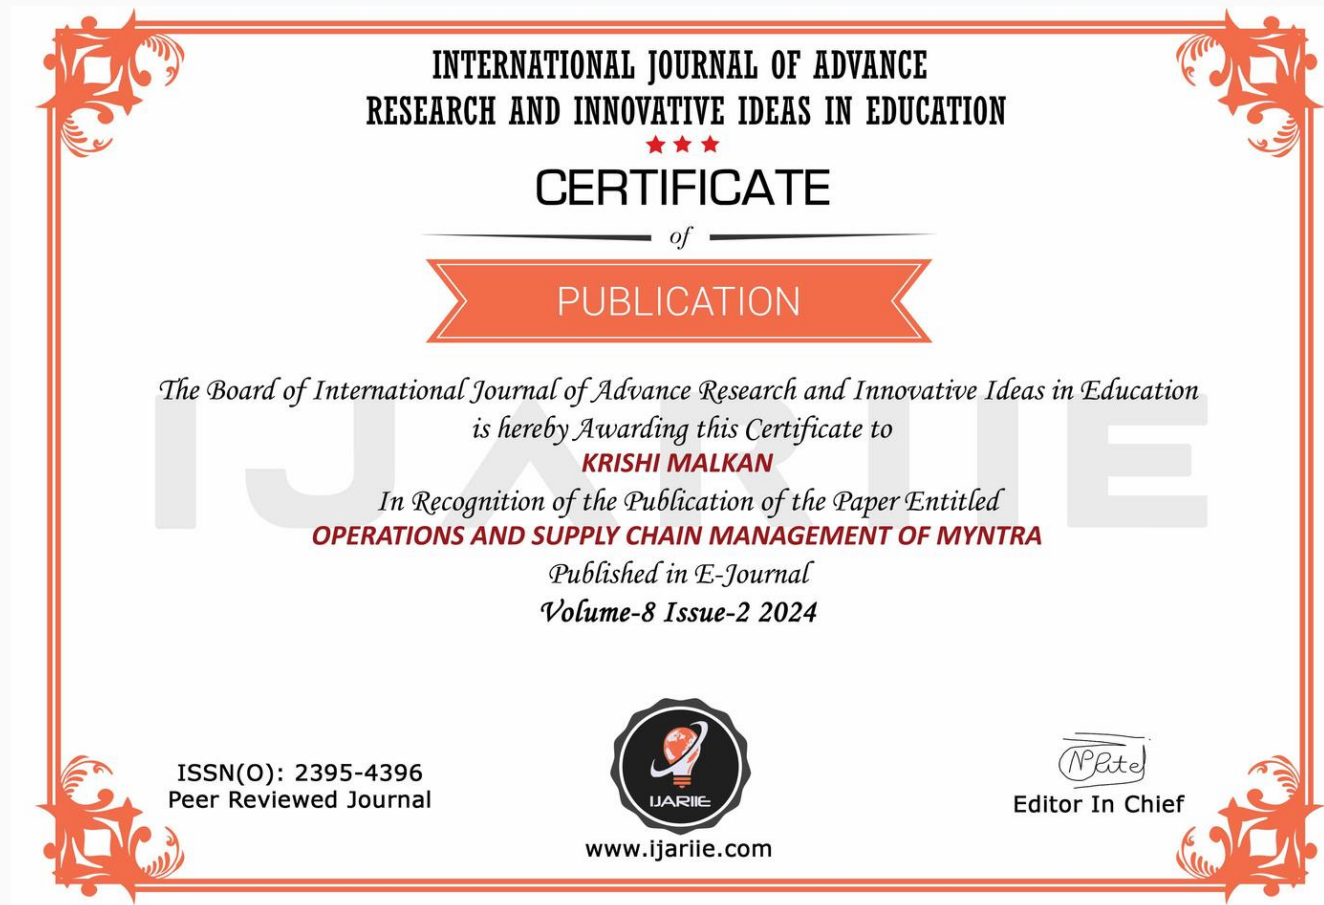 INTERNATIONAL JOURNAL OF ADVANCE
RESEARCH AND INNOVATIVE IDEAS IN EDUCATION
CERTIFICATE
of
PUBLICATION
IJARIIE
The Board of International Journal of Advance Research and Innovative Ideas in Education
is hereby Awarding this Certificate to
KRISHI MALKAN
In Recognition of the Publication of the Paper Entitled
OPERATIONS AND SUPPLY CHAIN MANAGEMENT OF MYNTRA
Published in E-Journal
Volume-8 Issue-2 2024
ISSN(O): 2395-4396
Peer Reviewed Journal
IJARIIE
www.ijariie.com
Editor In Chief